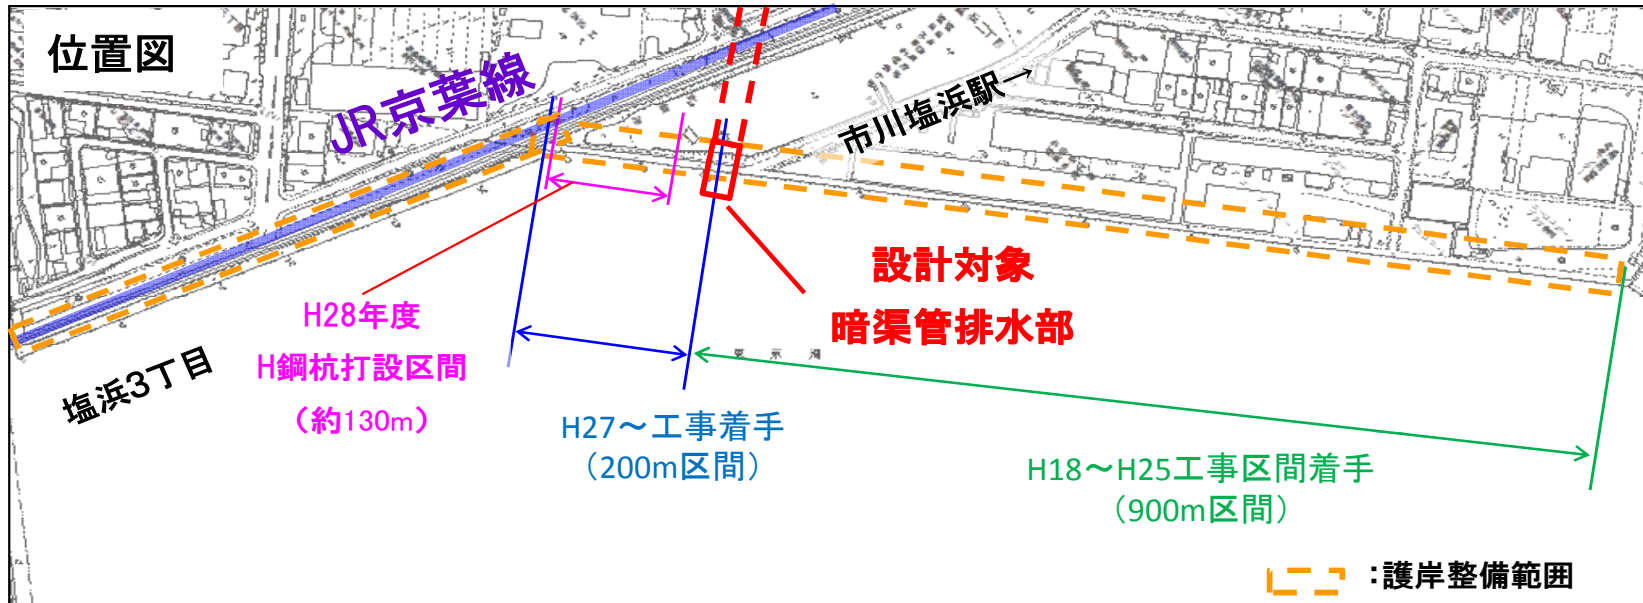 位置図
JR京葉線
市川塩浜駅→
設計対象
暗渠管排水部
塩浜3丁目
H28年度
H鋼杭打設区間
（約130m）
東京湾
H27～工事着手
（200m区間）
H18～H25工事区間着手
（900m区間）
：護岸整備範囲